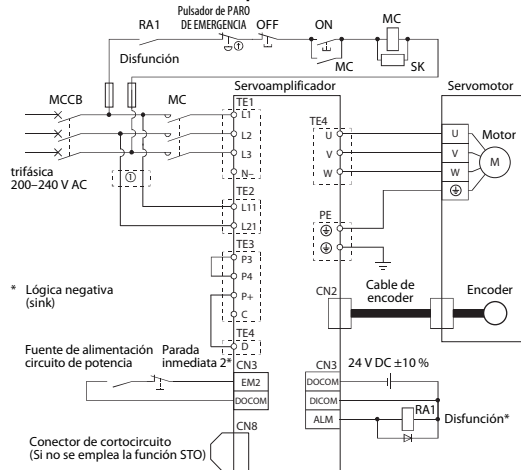 Pulsador de PARO
DE EMERGENCIA
RA1
①
OFF
ON
MC
Disfunción
MC
SK
MCCB
MC
Servoamplificador
Servomotor
TE1
L1
L2
L3
N–
TE4
U
V
W
U
V
W
Motor
M
trifásica
200–240 V AC
①
TE2
L11
L21
PE
TE3
P3
P4
P+
C
* Lógica negativa
(sink)
CN2
Cable de
encoder
Encoder
TE4
D
Fuente de alimentación
circuito de potencia
Parada
inmediata 2*
CN3
EM2
DOCOM
CN3
24 V DC ±10 %
DOCOM
DICOM
ALM
RA1
Disfunción*
CN8
Conector de cortocircuito
(Si no se emplea la función STO)